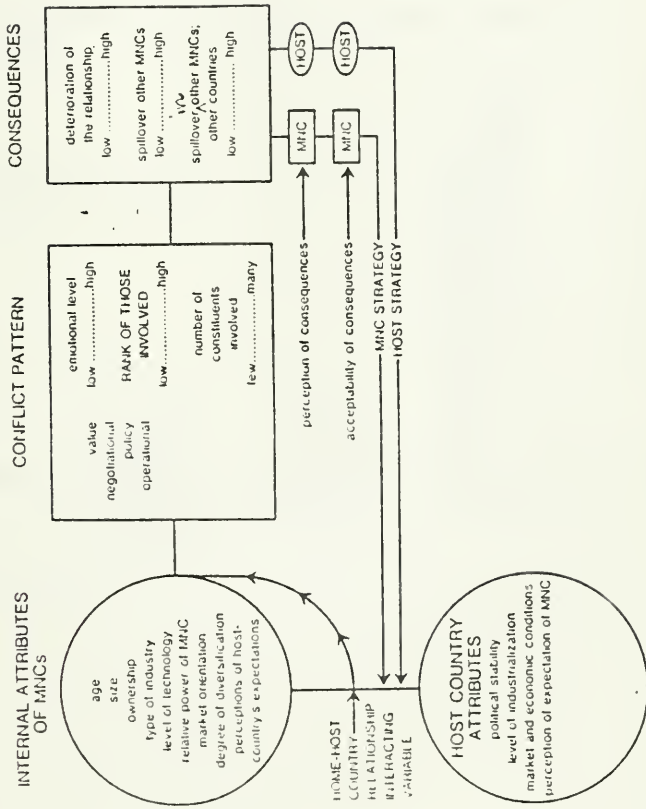 INTERNAL ATTRIBUTES
OF MNCs
age
size
ownership
type of industry
level of technology
relative power of MNC
market orientation
degree of diversification
perceptions of host-
country's expectations
CONFLICT PATTERN
value
negotiational
policy
operational
emotional level
low ............... high
RANK OF THOSE
INVOLVED
low ............... high
number of
constituents
involved
few ............... many
CONSEQUENCES
deterioration of
the relationship
low ............... high
spillover other MNCs
low ............... high
spillover other MNCs;
other countries
low ............... high
perception of consequences
MNC
HOST
acceptability of consequences
MNC
HOST
MNC STRATEGY
HOST STRATEGY
HOME-HOST
COUNTRY
RELATIONSHIP
INTERACTING
VARIABLE
HOST COUNTRY
ATTRIBUTES
political stability
level of industrialization
market and economic conditions
perception of expectation of MNC